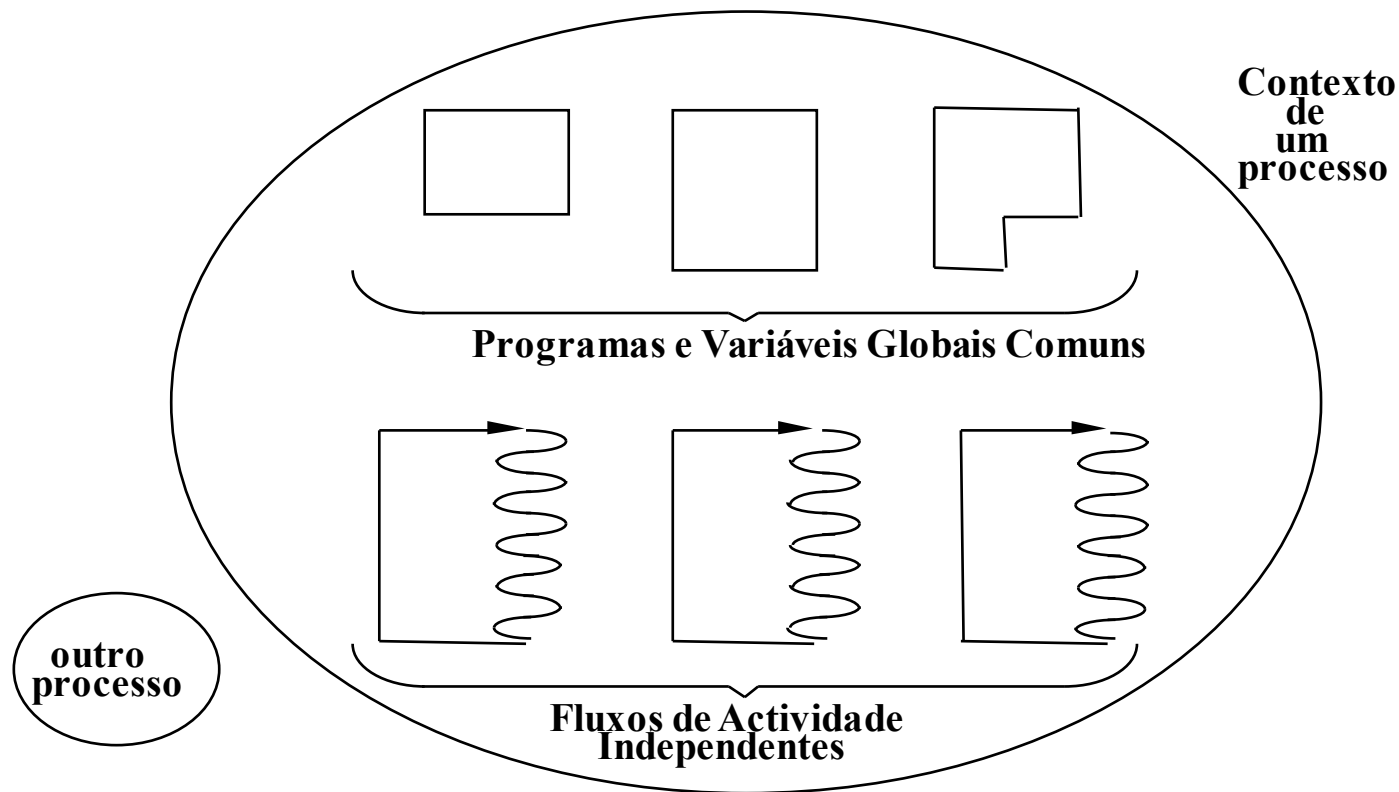 Contexto
de
um
processo
Programas e Variáveis Globais Comuns
outro
processo
Fluxos de Actividade
Independentes